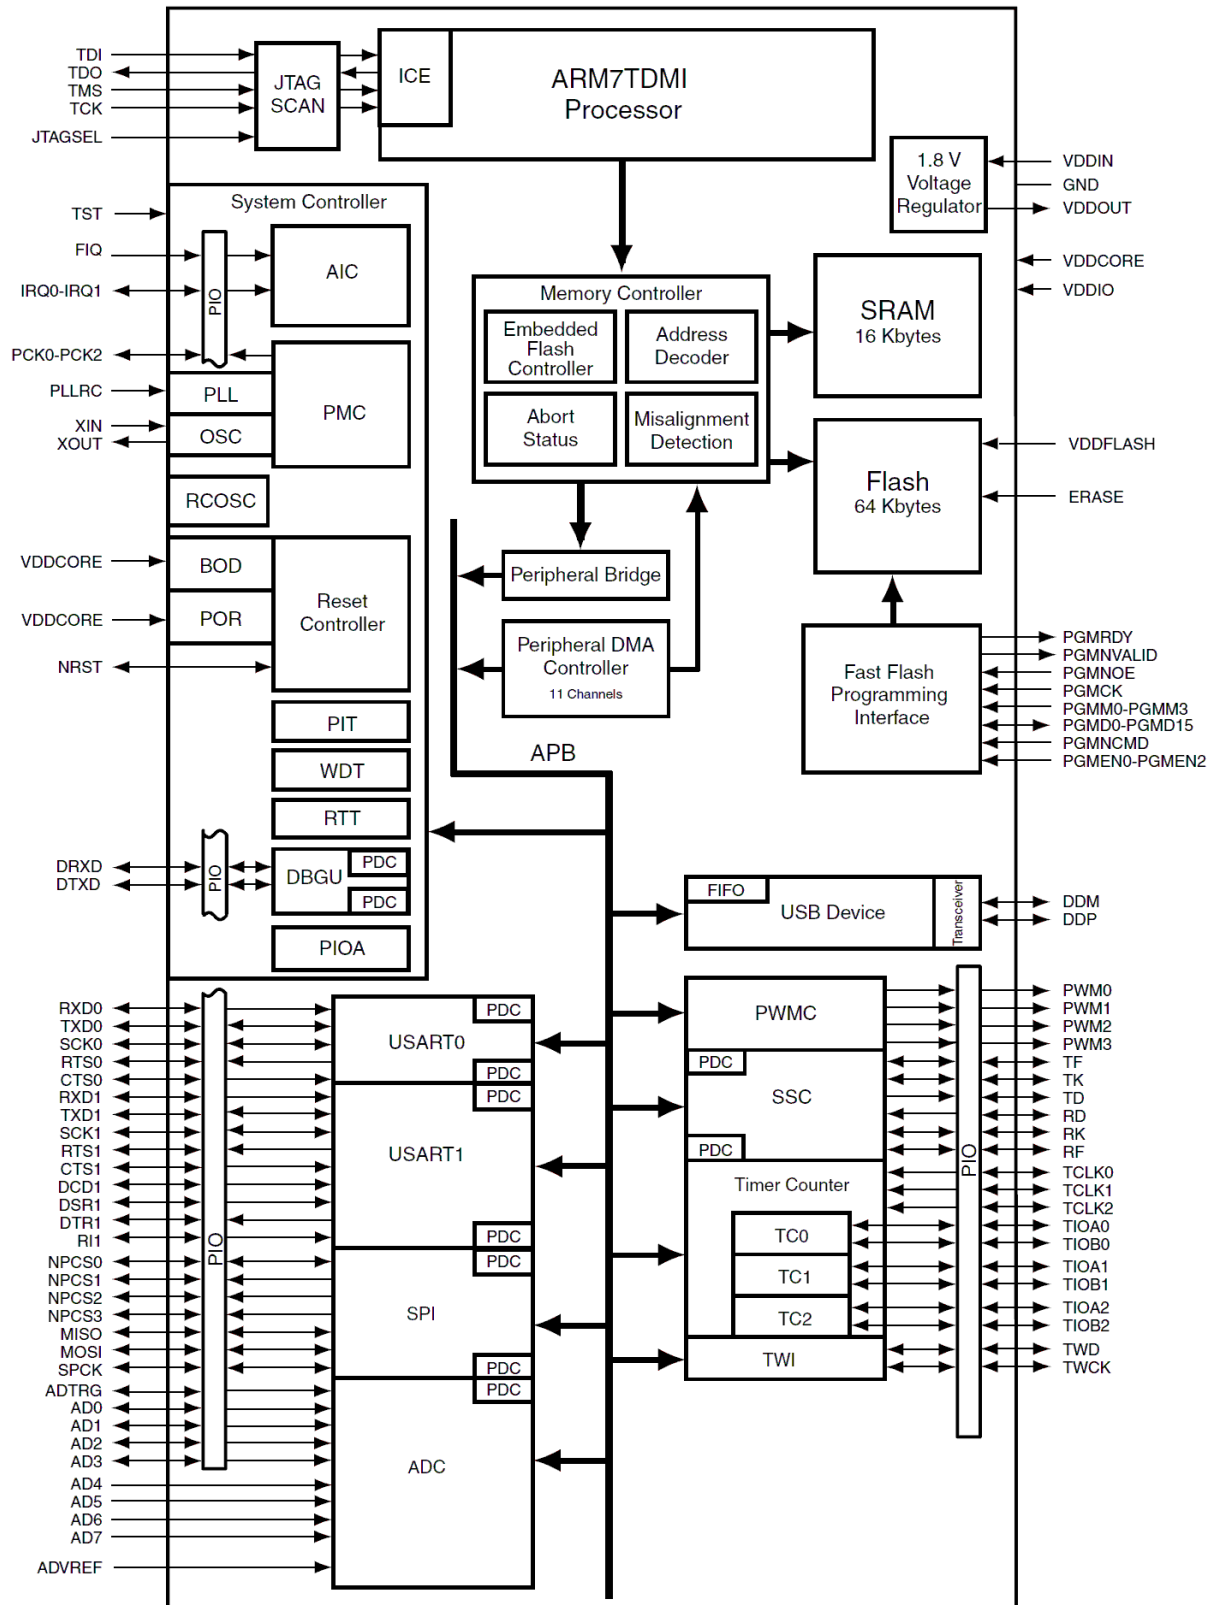 TDI
TDO
TMS
TCK
JTAGSEL
JTAG
SCAN
ICE
ARM7TDMI
Processor
1.8 V
Voltage
Regulator
VDDIN
GND
VDDOUT
VDDCORE
VDDIO
System Controller
TST
FIQ
IRQ0-IRQ1
PIO
AIC
PCK0-PCK2
PLLRC
PLL
PMC
XIN
XOUT
OSC
RCOSC
VDDCORE
BOD
VDDCORE
POR
Reset
Controller
NRST
PIT
WDT
RTT
DRXD
DTXD
PIO
DBGU
PDC
PDC
PIOA
Memory Controller
Embedded
Flash
Controller
Address
Decoder
Abort
Status
Misalignment
Detection
SRAM
16 Kbytes
Flash
64 Kbytes
VDDFLASH
ERASE
Peripheral Bridge
Peripheral DMA
Controller
11 Channels
APB
Fast Flash
Programming
Interface
PGMRDY
PGMNVALID
PGMNOE
PGMCK
PGMM0-PGMM3
PGMD0-PGMD15
PGMNCMD
PGMEN0-PGMEN2
FIFO
USB Device
Transceiver
DDM
DDP
RXD0
TXD0
SCK0
RTS0
CTS0
RXD1
TXD1
SCK1
RTS1
CTS1
DCD1
DSR1
DTR1
RI1
NPCS0
NPCS1
NPCS2
NPCS3
MISO
MOSI
SPCK
ADTRG
AD0
AD1
AD2
AD3
AD4
AD5
AD6
AD7
ADVREF
PIO
PDC
USART0
PDC
PDC
USART1
PDC
PDC
SPI
PDC
PDC
ADC
PWMC
PDC
SSC
PDC
Timer Counter
TC0
TC1
TC2
TWI
PIO
PWM0
PWM1
PWM2
PWM3
TF
TK
TD
RD
RK
RF
TCLK0
TCLK1
TCLK2
TIOA0
TIOB0
TIOA1
TIOB1
TIOA2
TIOB2
TWD
TWCK